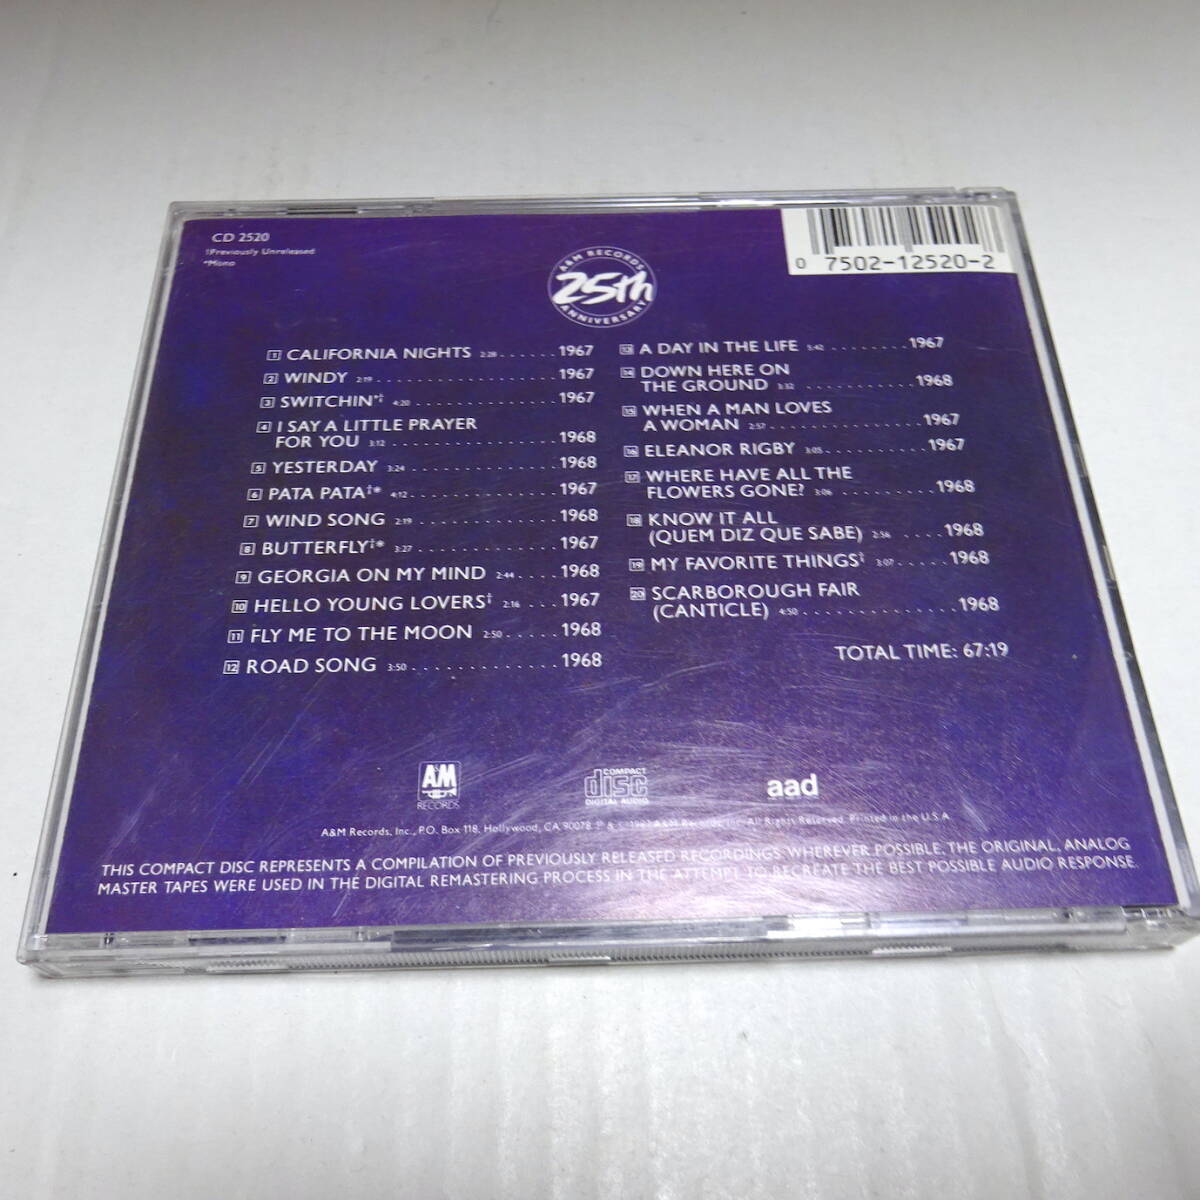 CD 2520
‡Previously Unreleased
*Mono
A&M RECORDS
25th
ANNIVERSARY
0 7502-12520-2
1 CALIFORNIA NIGHTS 2:28 ...... 1967
2 WINDY 2:19 .................... 1967
3 SWITCHIN'‡ 4:20 ............... 1967
4 I SAY A LITTLE PRAYER
FOR YOU 3:12 ................. 1968
5 YESTERDAY 3:24 .............. 1968
6 PATA PATA‡* 4:12 .............. 1967
7 WIND SONG 2:19 .............. 1968
8 BUTTERFLY‡* 3:27 ............. 1967
9 GEORGIA ON MY MIND 2:44 .... 1968
10 HELLO YOUNG LOVERS‡ 2:16 ... 1967
11 FLY ME TO THE MOON 2:50 ..... 1968
12 ROAD SONG 3:50 .............. 1968
13 A DAY IN THE LIFE 5:42 ........ 1967
14 DOWN HERE ON
THE GROUND 3:32 ........... 1968
15 WHEN A MAN LOVES
A WOMAN 2:57 ............... 1967
16 ELEANOR RIGBY 3:05 .......... 1967
17 WHERE HAVE ALL THE
FLOWERS GONE? 3:06 ......... 1968
18 KNOW IT ALL
(QUEM DIZ QUE SABE) 2:56 .... 1968
19 MY FAVORITE THINGS‡ 3:07 ..... 1968
20 SCARBOROUGH FAIR
(CANTICLE) 4:50 ............... 1968
TOTAL TIME: 67:19
A&M
RECORDS
COMPACT
disc
DIGITAL AUDIO
aad
A&M Records, Inc., P.O. Box 118, Hollywood, CA 90078 ℗ & © 1987 A&M Records, Inc. All Rights Reserved. Printed in the U.S.A
THIS COMPACT DISC REPRESENTS A COMPILATION OF PREVIOUSLY RELEASED RECORDINGS. WHEREVER POSSIBLE, THE ORIGINAL, ANALOG
MASTER TAPES WERE USED IN THE DIGITAL REMASTERING PROCESS IN THE ATTEMPT TO RECREATE THE BEST POSSIBLE AUDIO RESPONSE.